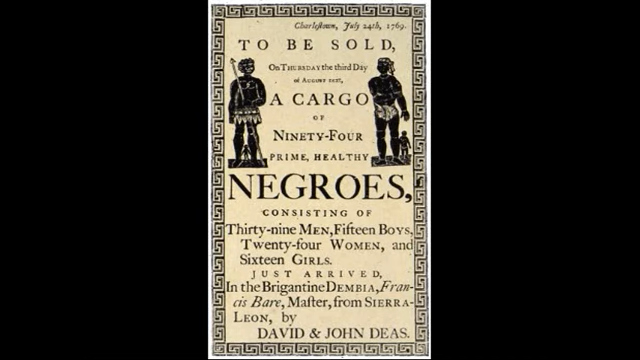 Charlestown, July 24th, 1769.
TO BE SOLD,
On THURSDAY the third Day
of AUGUST next,
A CARGO
OF
NINETY-FOUR
PRIME, HEALTHY
NEGROES,
CONSISTING OF
Thirty-nine MEN, Fifteen BOYS,
Twenty-four WOMEN, and
Sixteen GIRLS.
JUST ARRIVED,
In the Brigantine DEMBIA, Fran-
cis Bare, Master, from SIERRA-
LEON, by
DAVID & JOHN DEAS.